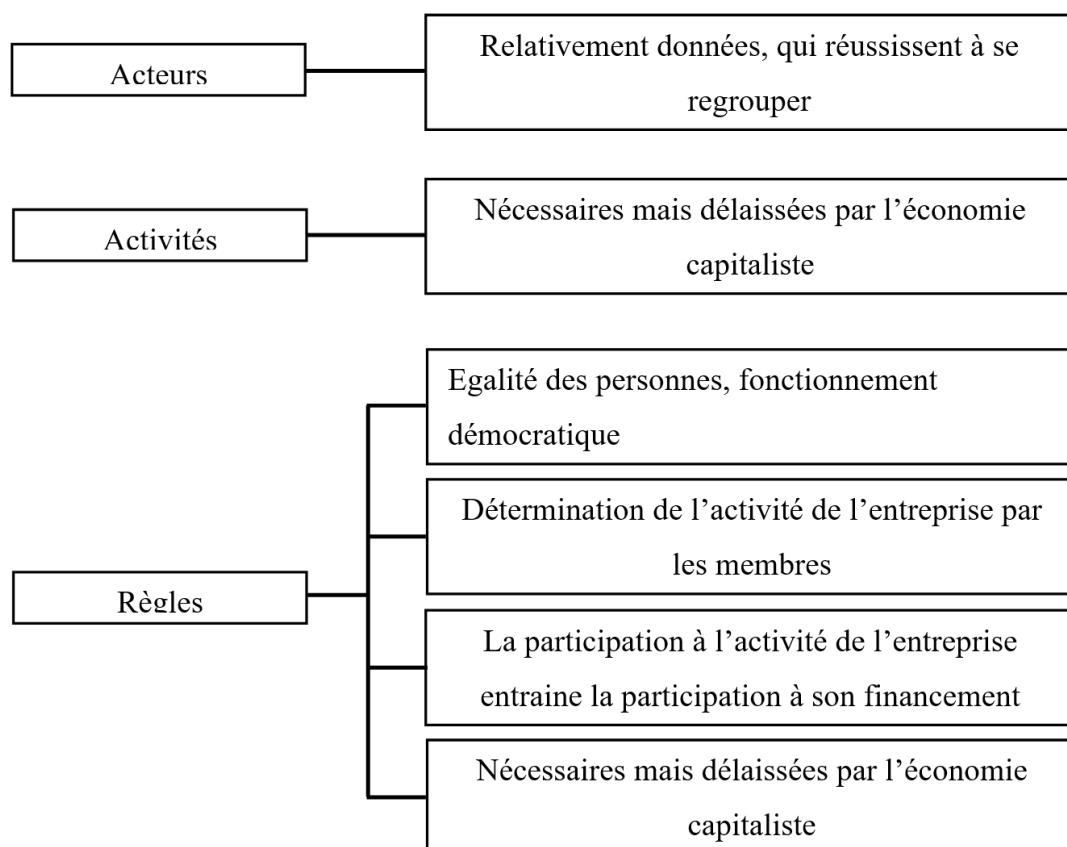 Acteurs
Relativement données, qui réussissent à se
regrouper
Activités
Nécessaires mais délaissées par l’économie
capitaliste
Règles
Egalité des personnes, fonctionnement
démocratique
Détermination de l’activité de l’entreprise par
les membres
La participation à l’activité de l’entreprise
entraine la participation à son financement
Nécessaires mais délaissées par l’économie
capitaliste